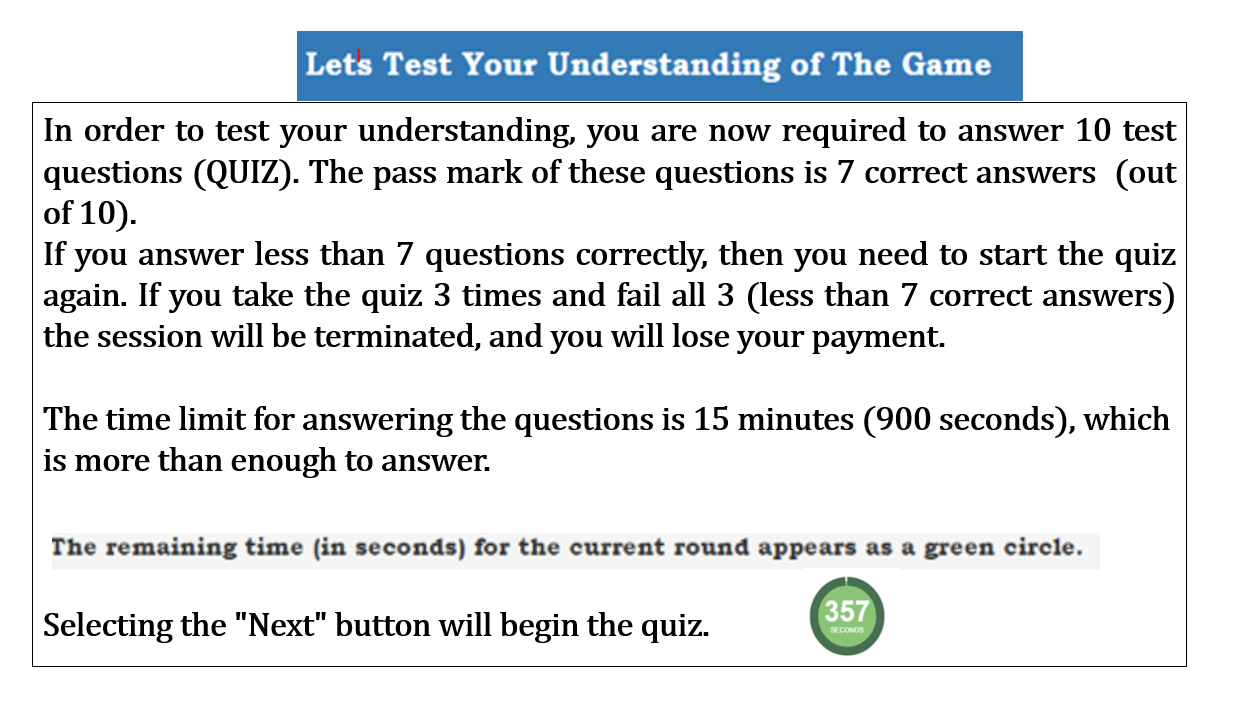 Let's Test Your Understanding of The Game
In order to test your understanding, you are now required to answer 10 test
questions (QUIZ). The pass mark of these questions is 7 correct answers (out
of 10).
If you answer less than 7 questions correctly, then you need to start the quiz
again. If you take the quiz 3 times and fail all 3 (less than 7 correct answers)
the session will be terminated, and you will lose your payment.
The time limit for answering the questions is 15 minutes (900 seconds), which
is more than enough to answer.
The remaining time (in seconds) for the current round appears as a green circle.
Selecting the "Next" button will begin the quiz.
357
SECONDS